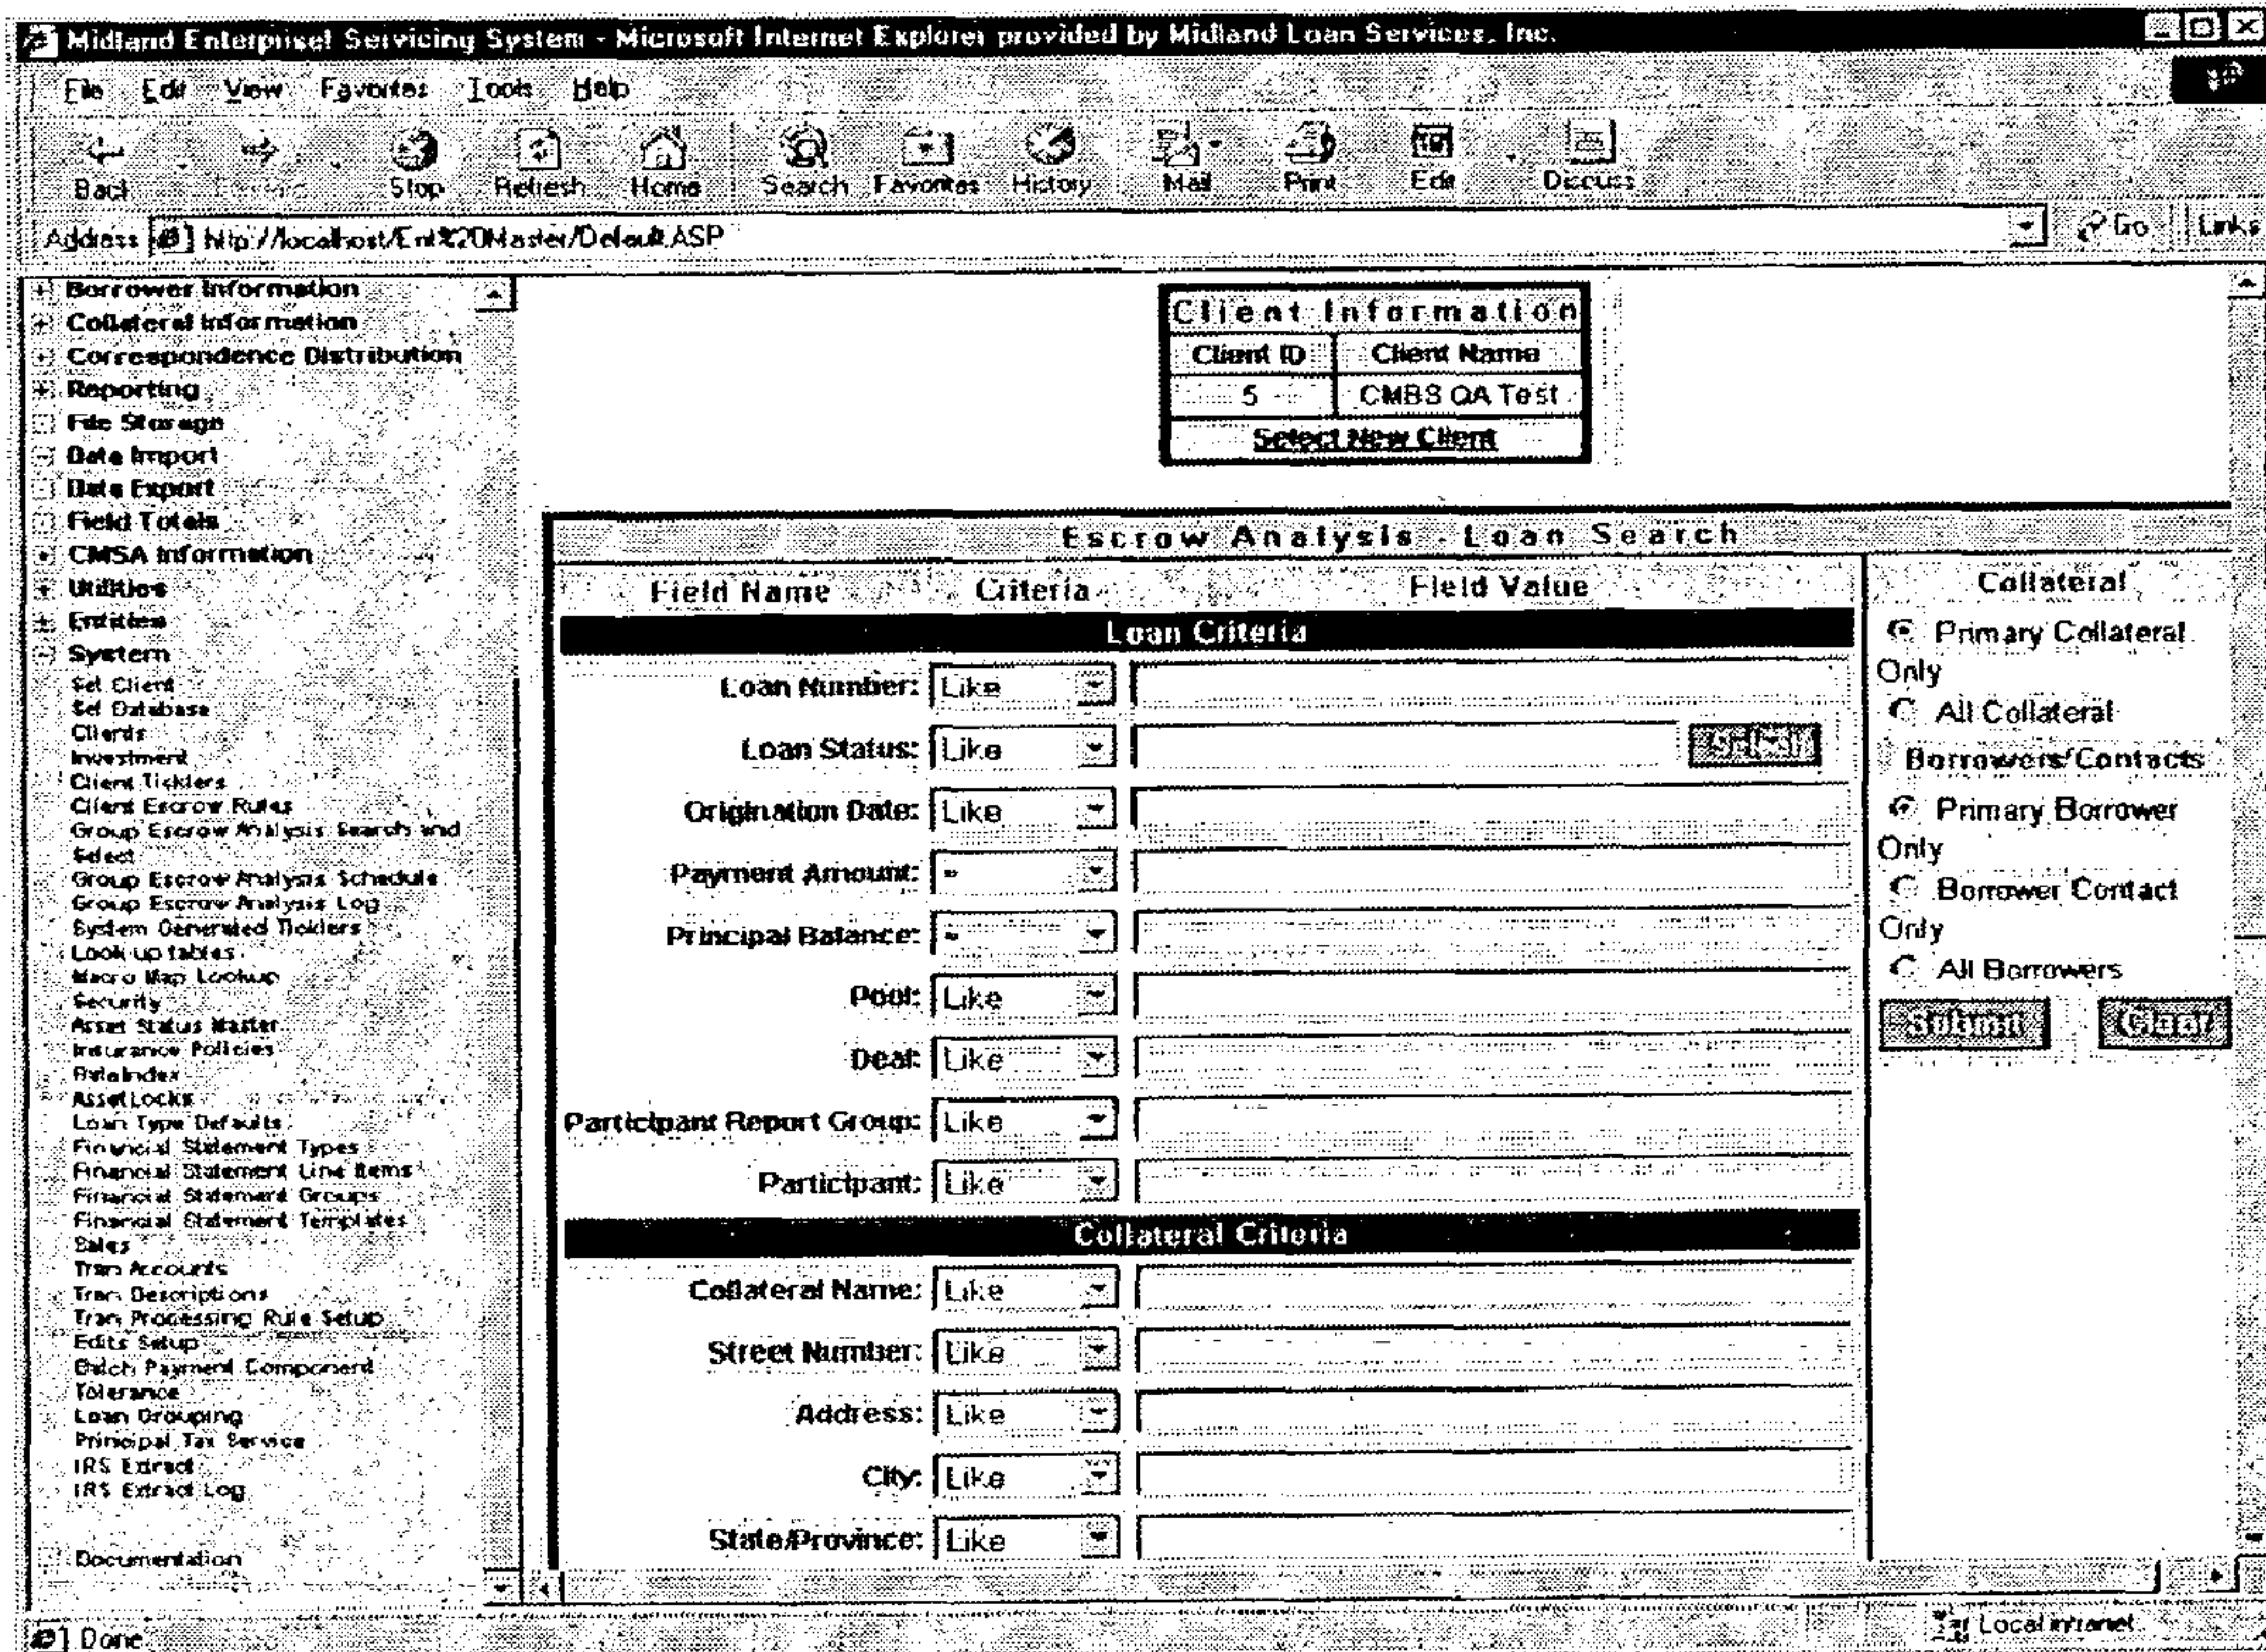 Midland Enterprise! Servicing System - Microsoft Internet Explorer provided by Midland Loan Services, Inc.
File Edit View Favorites Tools Help
Back Stop Refresh Home Search Favorites History Mail Print Edit Discuss
Address http://localhost/Ent%20Master/Default.ASP Go Links
Borrower Information
Collateral Information
Correspondence Distribution
Reporting
File Storage
Data Import
Data Export
Field Totals
CMSA Information
Utilities
Entities
System
Set Client
Set Database
Clients
Investment
Client Ticklers
Client Escrow Rules
Group Escrow Analysis Search and
Select
Group Escrow Analysis Schedule
Group Escrow Analysis Log
System Generated Ticklers
Look up tables
Macro Map Lookup
Security
Asset Status Master
Insurance Policies
RateIndex
AssetLocks
Loan Type Defaults
Financial Statement Types
Financial Statement Line Items
Financial Statement Groups
Financial Statement Templates
Sales
Tran Accounts
Tran Descriptions
Tran Processing Rule Setup
Edits Setup
Batch Payment Component
Tolerance
Loan Grouping
Principal Tax Service
IRS Extract
IRS Extract Log
Documentation
Client Information
Client ID Client Name
5 CMBS QA Test
Select New Client
Escrow Analysis - Loan Search
Field Name Criteria Field Value
Loan Criteria
Loan Number: Like
Loan Status: Like Select
Origination Date: Like
Payment Amount: =
Principal Balance: =
Pool: Like
Deal: Like
Participant Report Group: Like
Participant: Like
Collateral Criteria
Collateral Name: Like
Street Number: Like
Address: Like
City: Like
State/Province: Like
Collateral
Primary Collateral
Only
All Collateral
Borrowers/Contacts
Primary Borrower
Only
Borrower Contact
Only
All Borrowers
Submit Clear
Done Local intranet